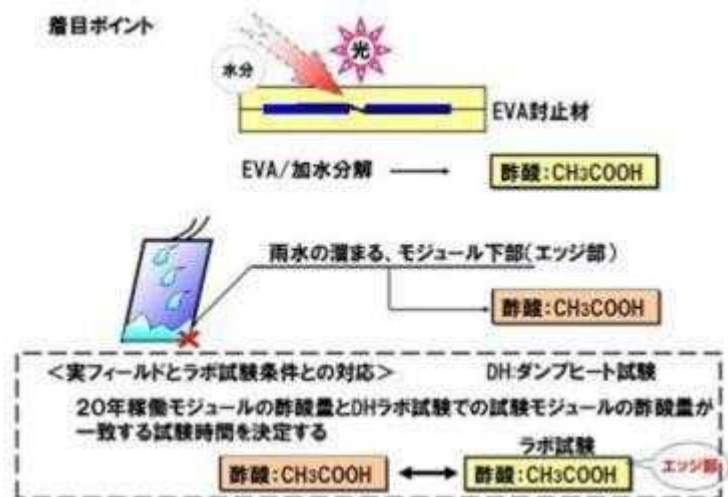 着目ポイント
水分
光
EVA封止材
EVA/加水分解
酢酸:CH3COOH
雨水の溜まる、モジュール下部(エッジ部)
酢酸:CH3COOH
<実フィールドとラボ試験条件との対応>
DH:ダンプヒート試験
20年稼働モジュールの酢酸量とDHラボ試験での試験モジュールの酢酸量が
一致する試験時間を決定する
ラボ試験
エッジ部
酢酸:CH3COOH
酢酸:CH3COOH